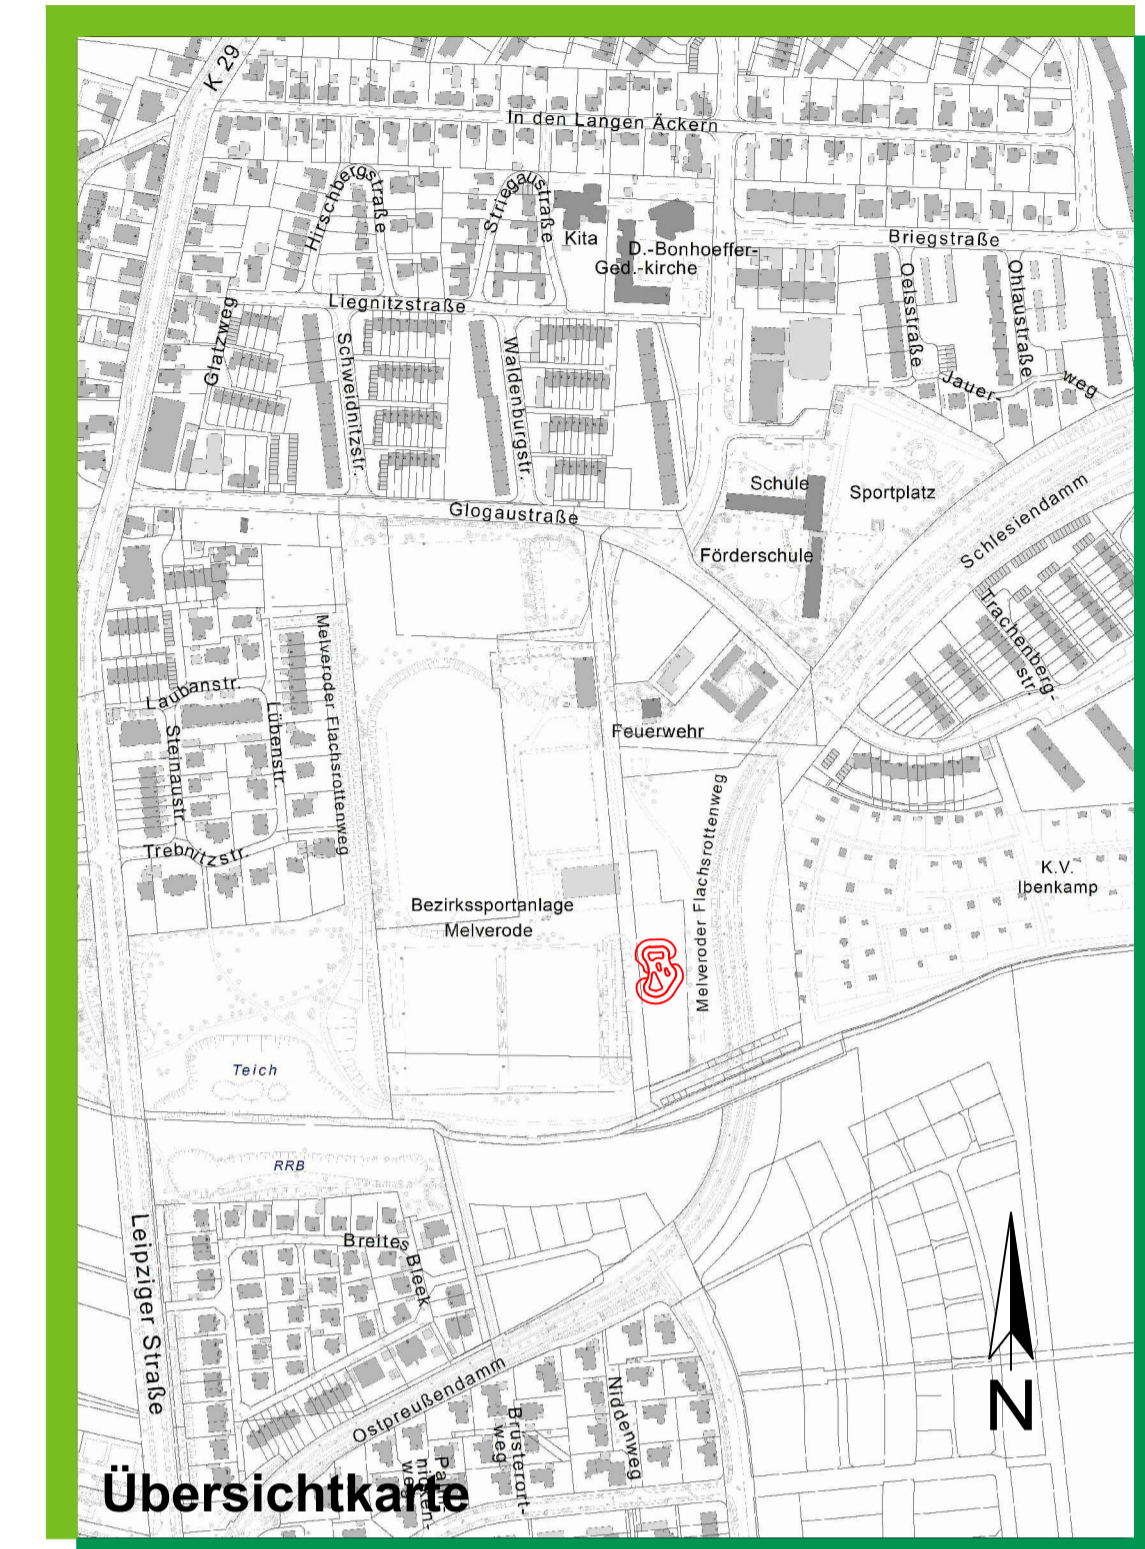 K 29
In den Langen Äckern
Hirschbergstraße
Striegaustraße
Kita
D.-Bonhoeffer-
Ged.-kirche
Briegstraße
Oelsstraße
Ohlaustraße
Liegnitzstraße
Glatzweg
Schweidnitzstr.
Waldenburgstr.
Jauer-
weg
Schule
Sportplatz
Glogaustraße
Förderschule
Schlesiendamm
Trachenberg-
str.
Melveroder Flachsrottenweg
Laubanstr.
Lübenstr.
Steinaustr.
Trebnitzstr.
Feuerwehr
Melveroder Flachsrottenweg
K.V.
Ibenkamp
Bezirkssportanlage
Melverode
Teich
RRB
Leipziger Straße
Breites Bleek
Ostpreußendamm
Niddenweg
Brüsterort-
weg
N
Übersichtkarte